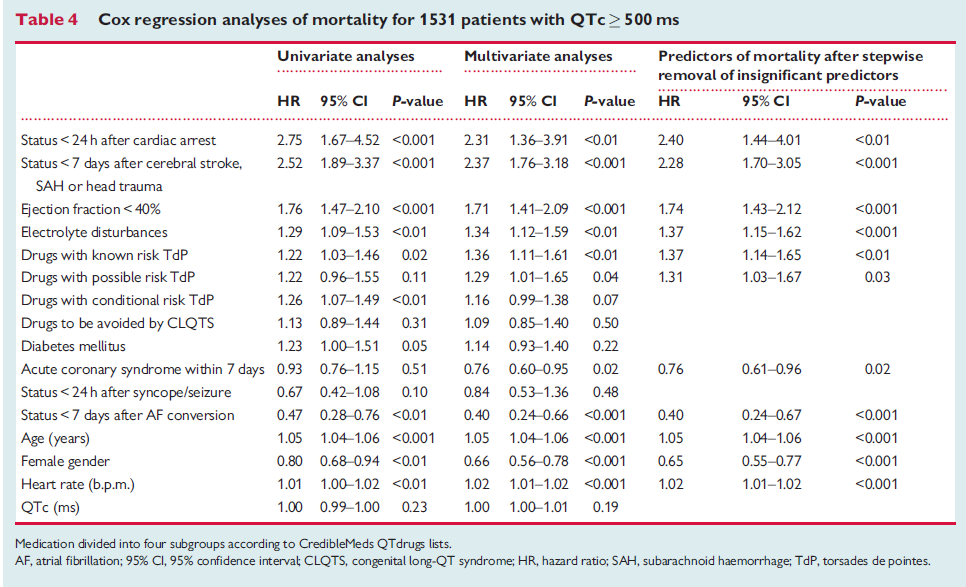 Table 4 Cox regression analyses of mortality for 1531 patients with QTc ≥ 500 ms
Univariate analyses Multivariate analyses Predictors of mortality after stepwise
removal of insignificant predictors
HR 95% CI P-value HR 95% CI P-value HR 95% CI P-value
Status < 24 h after cardiac arrest 2.75 1.67–4.52 <0.001 2.31 1.36–3.91 <0.01 2.40 1.44–4.01 <0.01
Status < 7 days after cerebral stroke, 2.52 1.89–3.37 <0.001 2.37 1.76–3.18 <0.001 2.28 1.70–3.05 <0.001
SAH or head trauma
Ejection fraction < 40% 1.76 1.47–2.10 <0.001 1.71 1.41–2.09 <0.001 1.74 1.43–2.12 <0.001
Electrolyte disturbances 1.29 1.09–1.53 <0.01 1.34 1.12–1.59 <0.01 1.37 1.15–1.62 <0.001
Drugs with known risk TdP 1.22 1.03–1.46 0.02 1.36 1.11–1.61 <0.01 1.37 1.14–1.65 <0.01
Drugs with possible risk TdP 1.22 0.96–1.55 0.11 1.29 1.01–1.65 0.04 1.31 1.03–1.67 0.03
Drugs with conditional risk TdP 1.26 1.07–1.49 <0.01 1.16 0.99–1.38 0.07
Drugs to be avoided by CLQTS 1.13 0.89–1.44 0.31 1.09 0.85–1.40 0.50
Diabetes mellitus 1.23 1.00–1.51 0.05 1.14 0.93–1.40 0.22
Acute coronary syndrome within 7 days 0.93 0.76–1.15 0.51 0.76 0.60–0.95 0.02 0.76 0.61–0.96 0.02
Status < 24 h after syncope/seizure 0.67 0.42–1.08 0.10 0.84 0.53–1.36 0.48
Status < 7 days after AF conversion 0.47 0.28–0.76 <0.01 0.40 0.24–0.66 <0.001 0.40 0.24–0.67 <0.001
Age (years) 1.05 1.04–1.06 <0.001 1.05 1.04–1.06 <0.001 1.05 1.04–1.06 <0.001
Female gender 0.80 0.68–0.94 <0.01 0.66 0.56–0.78 <0.001 0.65 0.55–0.77 <0.001
Heart rate (b.p.m.) 1.01 1.00–1.02 <0.01 1.02 1.01–1.02 <0.001 1.02 1.01–1.02 <0.001
QTc (ms) 1.00 0.99–1.00 0.23 1.00 1.00–1.01 0.19
Medication divided into four subgroups according to CredibleMeds QTdrugs lists.
AF, atrial fibrillation; 95% CI, 95% confidence interval; CLQTS, congenital long-QT syndrome; HR, hazard ratio; SAH, subarachnoid haemorrhage; TdP, torsades de pointes.